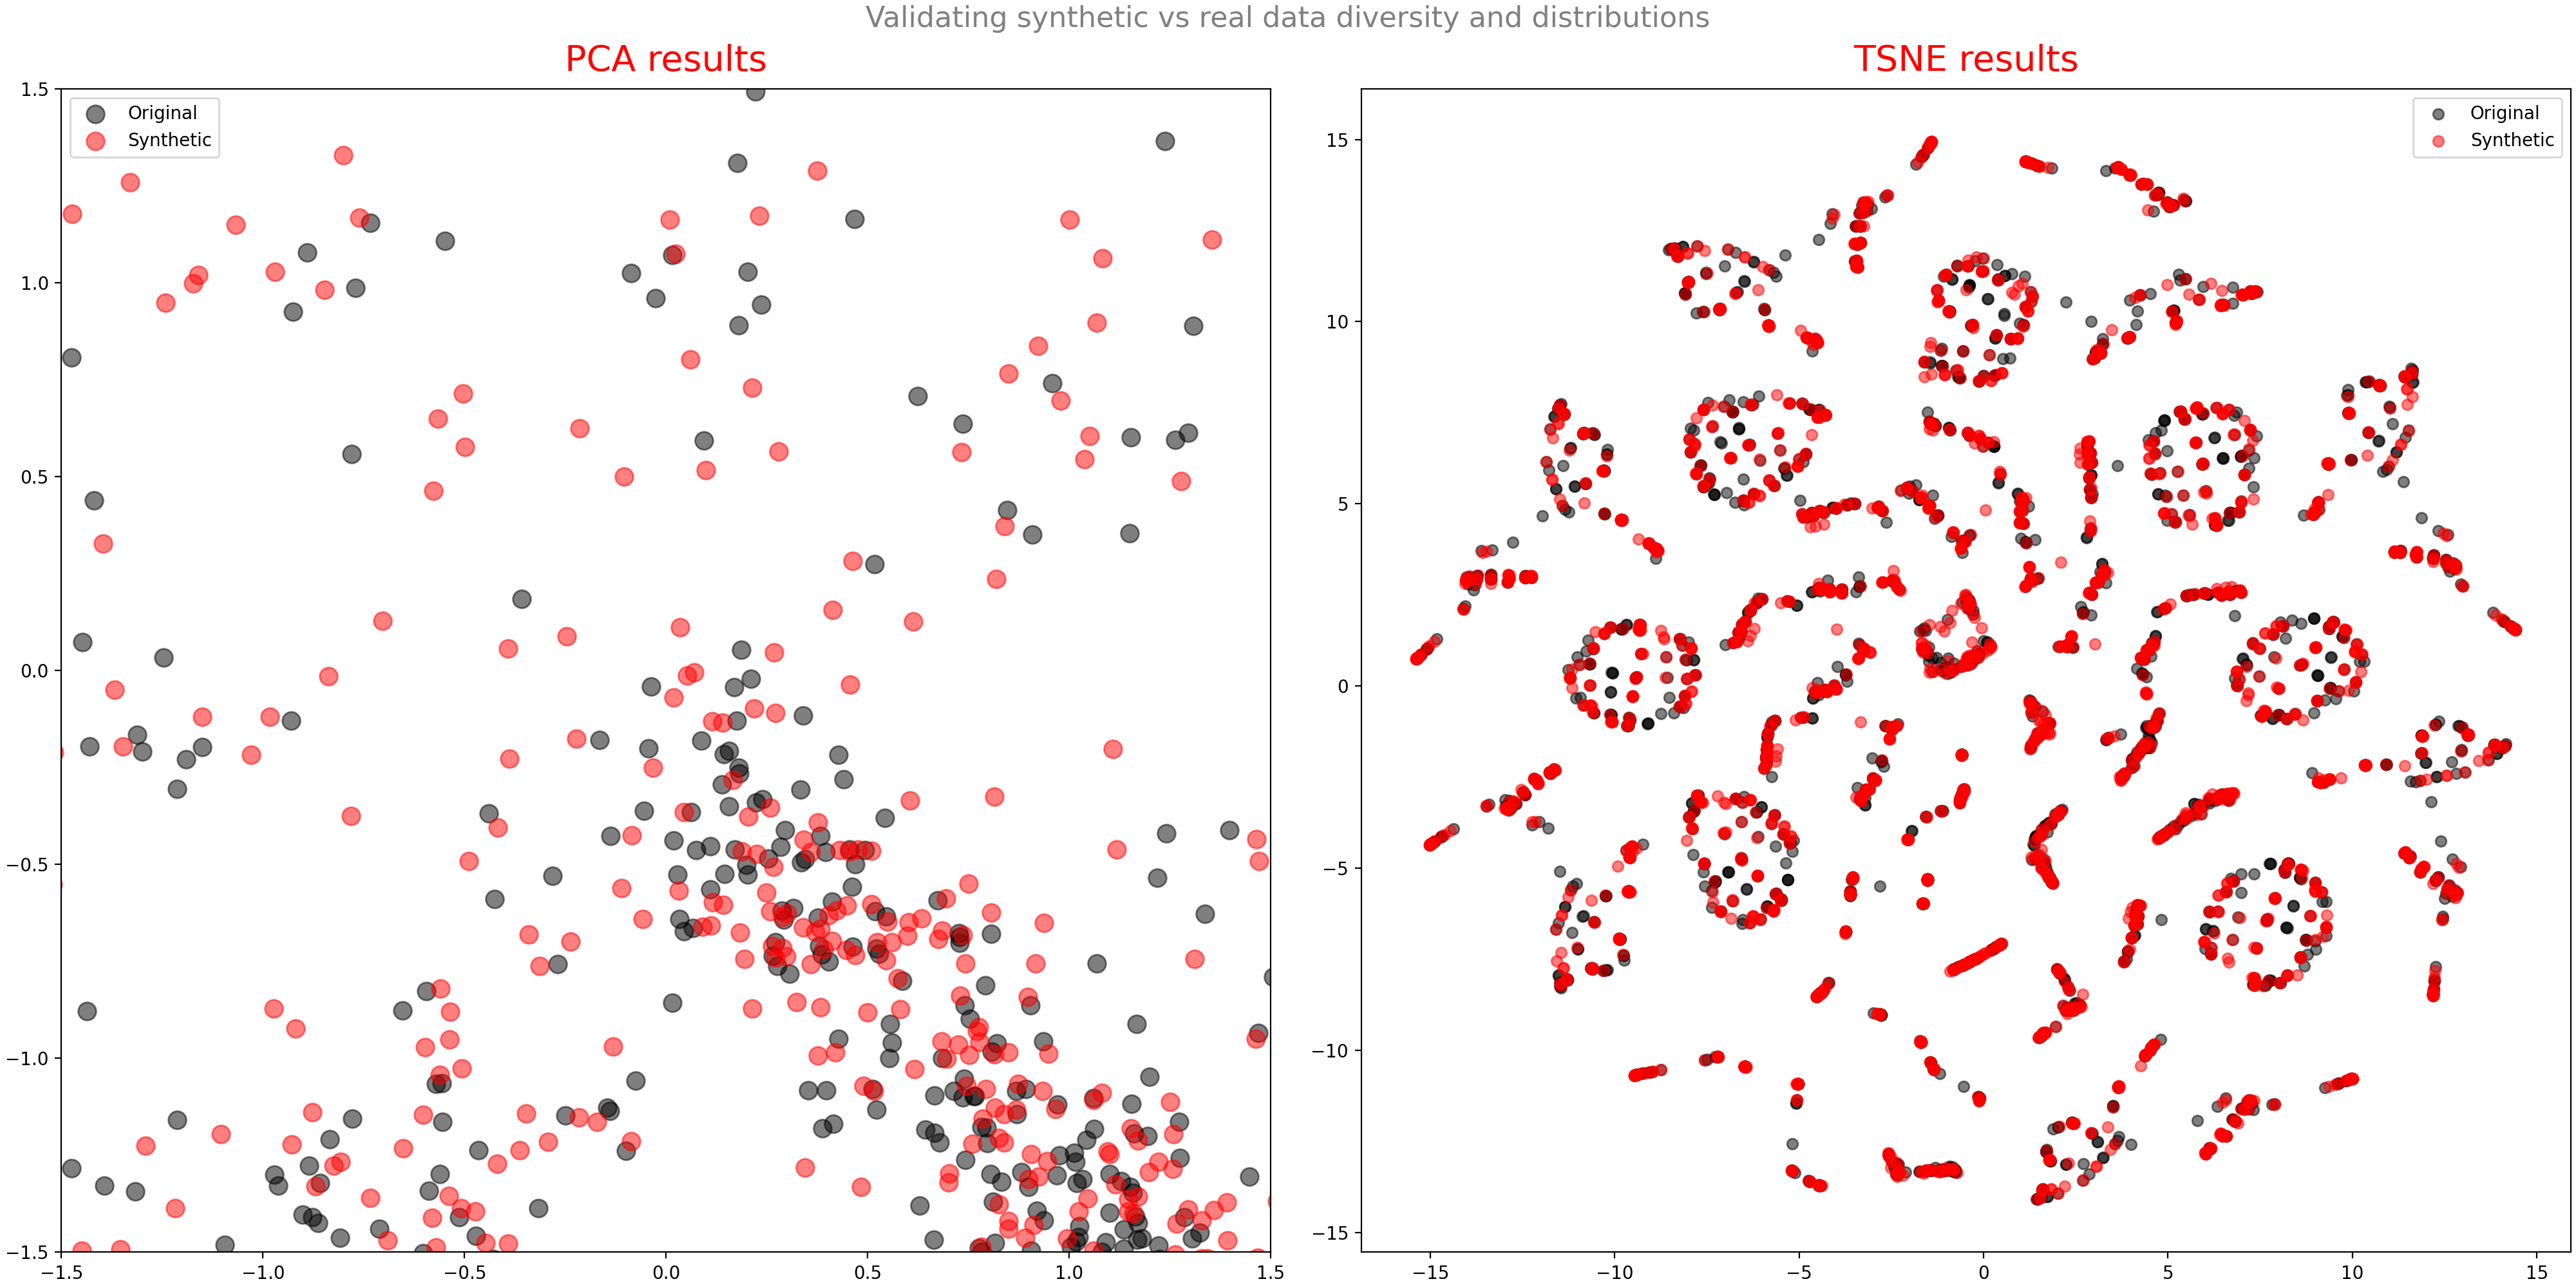 Validating synthetic vs real data diversity and distributions
PCA results
TSNE results
Original
Synthetic
Original
Synthetic
1.5
1.0
0.5
0.0
−0.5
−1.0
−1.5
−1.5 −1.0 −0.5 0.0 0.5 1.0 1.5
15
10
5
0
−5
−10
−15
−15 −10 −5 0 5 10 15